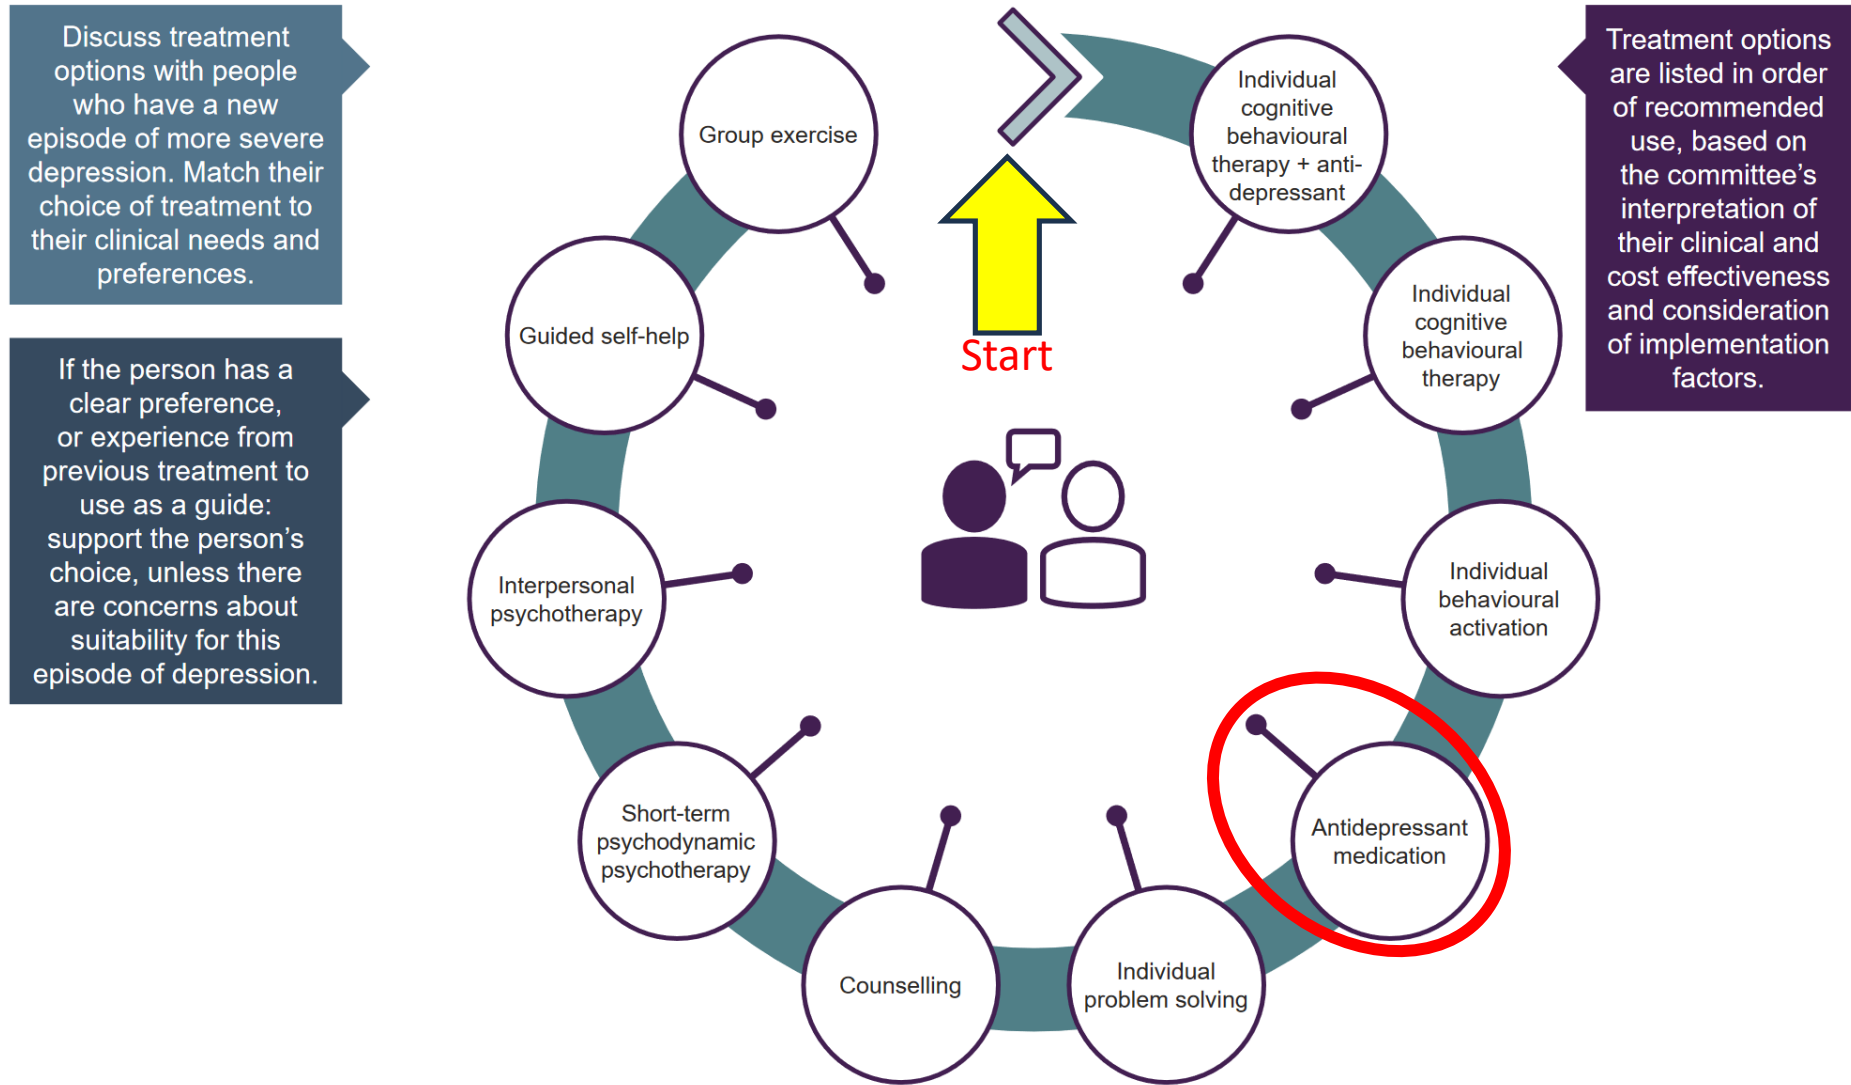 Discuss treatment
options with people
who have a new
episode of more severe
depression. Match their
choice of treatment to
their clinical needs and
preferences.
If the person has a
clear preference,
or experience from
previous treatment to
use as a guide:
support the person’s
choice, unless there
are concerns about
suitability for this
episode of depression.
Treatment options
are listed in order
of recommended
use, based on
the committee’s
interpretation of
their clinical and
cost effectiveness
and consideration
of implementation
factors.
Start
Individual
cognitive
behavioural
therapy + anti-
depressant
Individual
cognitive
behavioural
therapy
Individual
behavioural
activation
Antidepressant
medication
Individual
problem solving
Counselling
Short-term
psychodynamic
psychotherapy
Interpersonal
psychotherapy
Guided self-help
Group exercise